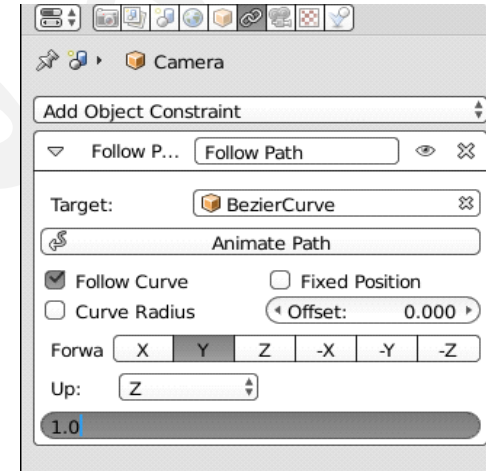 Camera
Add Object Constraint
Follow P... Follow Path
Target: BezierCurve
Animate Path
Follow Curve Fixed Position
Curve Radius Offset: 0.000
Forwa X Y Z -X -Y -Z
Up: Z
1.0